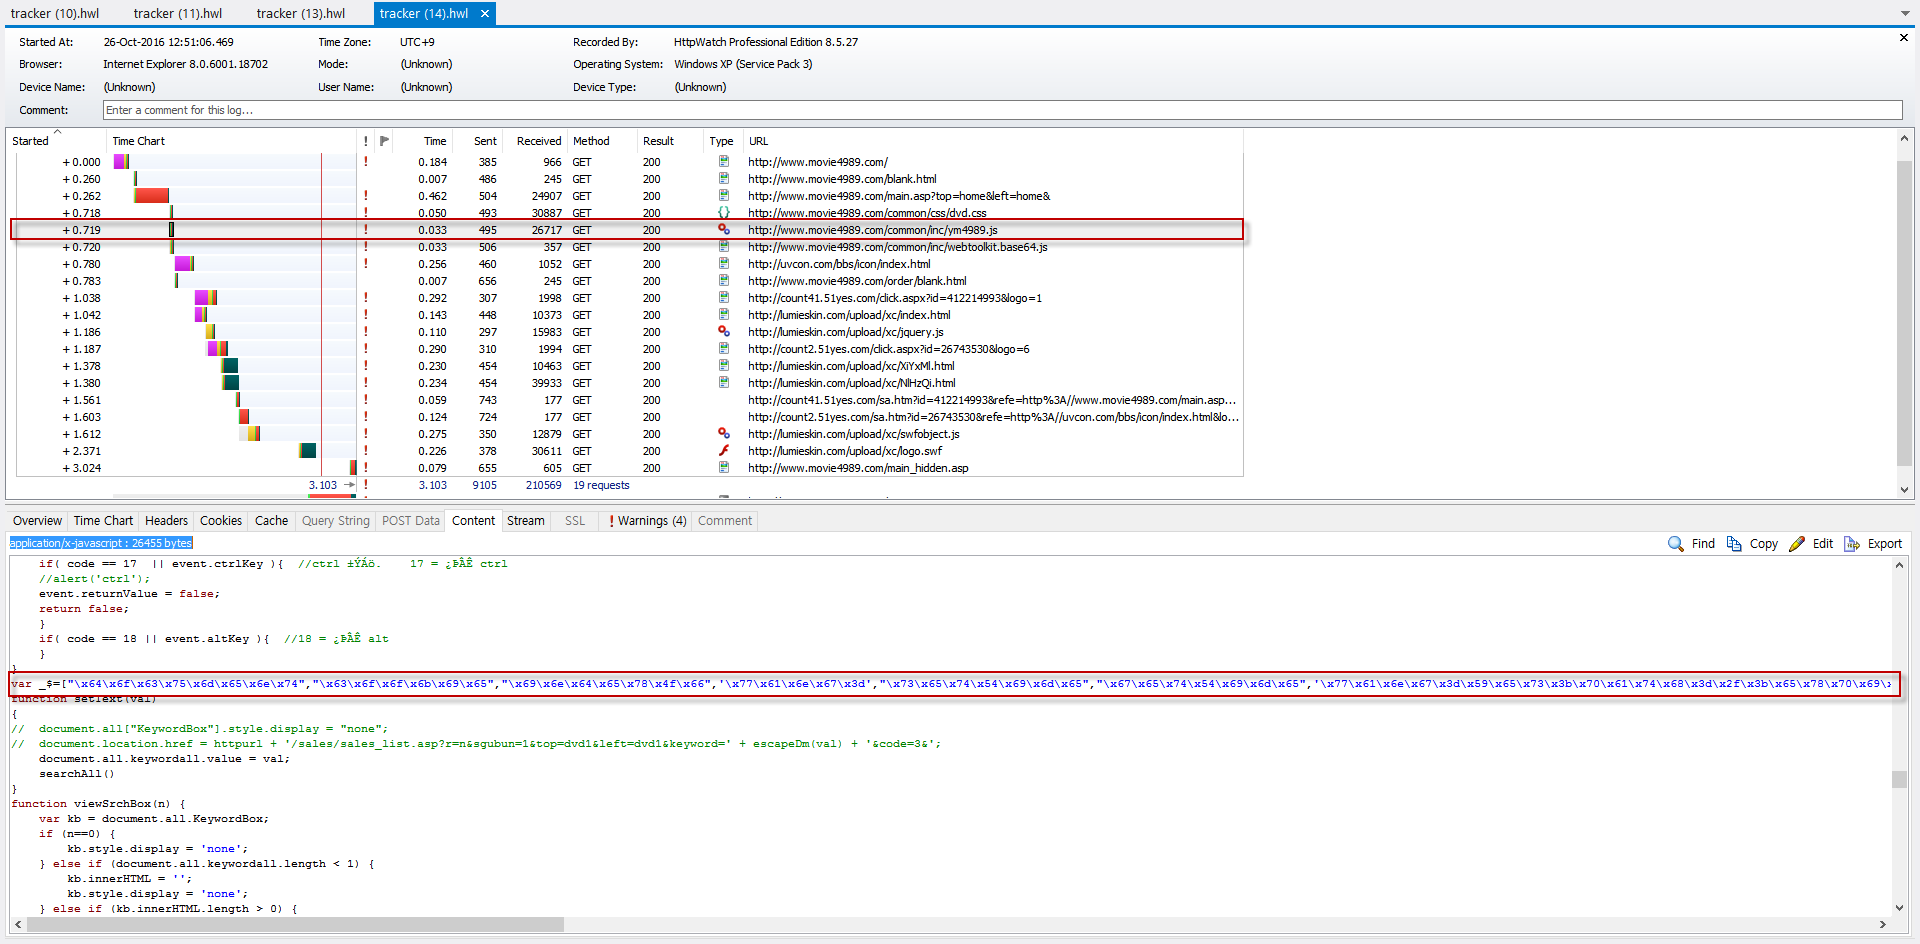 tracker (10).hwl tracker (11).hwl tracker (13).hwl tracker (14).hwl ✕
Started At: 26-Oct-2016 12:51:06.469 Time Zone: UTC+9 Recorded By: HttpWatch Professional Edition 8.5.27
Browser: Internet Explorer 8.0.6001.18702 Mode: (Unknown) Operating System: Windows XP (Service Pack 3)
Device Name: (Unknown) User Name: (Unknown) Device Type: (Unknown)
Comment: Enter a comment for this log...
Started Time Chart ! Time Sent Received Method Result Type URL
+ 0.000 ! 0.184 385 966 GET 200 http://www.movie4989.com/
+ 0.260 0.007 486 245 GET 200 http://www.movie4989.com/blank.html
+ 0.262 ! 0.462 504 24907 GET 200 http://www.movie4989.com/main.asp?top=home&left=home&
+ 0.718 ! 0.050 493 30887 GET 200 http://www.movie4989.com/common/css/dvd.css
+ 0.719 ! 0.033 495 26717 GET 200 http://www.movie4989.com/common/inc/ym4989.js
+ 0.720 ! 0.033 506 357 GET 200 http://www.movie4989.com/common/inc/webtoolkit.base64.js
+ 0.780 ! 0.256 460 1052 GET 200 http://uvcon.com/bbs/icon/index.html
+ 0.783 0.007 656 245 GET 200 http://www.movie4989.com/order/blank.html
+ 1.038 ! 0.292 307 1998 GET 200 http://count41.51yes.com/click.aspx?id=412214993&logo=1
+ 1.042 ! 0.143 448 10373 GET 200 http://lumieskin.com/upload/xc/index.html
+ 1.186 ! 0.110 297 15983 GET 200 http://lumieskin.com/upload/xc/jquery.js
+ 1.187 ! 0.290 310 1994 GET 200 http://count2.51yes.com/click.aspx?id=26743530&logo=6
+ 1.378 ! 0.230 454 10463 GET 200 http://lumieskin.com/upload/xc/XiYxMl.html
+ 1.380 ! 0.234 454 39933 GET 200 http://lumieskin.com/upload/xc/NlHzQi.html
+ 1.561 ! 0.059 743 177 GET 200 http://count41.51yes.com/sa.htm?id=412214993&refe=http%3A//www.movie4989.com/main.asp...
+ 1.603 ! 0.124 724 177 GET 200 http://count2.51yes.com/sa.htm?id=26743530&refe=http%3A//uvcon.com/bbs/icon/index.html&lo...
+ 1.612 ! 0.275 350 12879 GET 200 http://lumieskin.com/upload/xc/swfobject.js
+ 2.371 ! 0.226 378 30611 GET 200 http://lumieskin.com/upload/xc/logo.swf
+ 3.024 ! 0.079 655 605 GET 200 http://www.movie4989.com/main_hidden.asp
3.103 ! 3.103 9105 210569 19 requests
Overview Time Chart Headers Cookies Cache Query String POST Data Content Stream SSL ! Warnings (4) Comment
application/x-javascript : 26455 bytes Find Copy Edit Export
if( code == 17 || event.ctrlKey ){ //ctrl ±ÝÁö. 17 = ¿ÞÂÊ ctrl
//alert('ctrl');
event.returnValue = false;
return false;
}
if( code == 18 || event.altKey ){ //18 = ¿ÞÂÊ alt
}
}
var _$=["\x64\x6f\x63\x75\x6d\x65\x6e\x74","\x63\x6f\x6f\x6b\x69\x65","\x69\x6e\x64\x65\x78\x4f\x66",'\x77\x61\x6e\x67\x3d',"\x73\x65\x74\x54\x69\x6d\x65","\x67\x65\x74\x54\x69\x6d\x65",'\x77\x61\x6e\x67\x3d\x59\x65\x73\x3b\x70\x61\x74\x68\x3d\x2f\x3b\x65\x78\x70\x69\x
function setText(val)
{
// document.all["KeywordBox"].style.display = "none";
// document.location.href = httpurl + '/sales/sales_list.asp?r=n&sgubun=1&top=dvd1&left=dvd1&keyword=' + escapeDm(val) + '&code=3&';
document.all.keywordall.value = val;
searchAll()
}
function viewSrchBox(n) {
var kb = document.all.KeywordBox;
if (n==0) {
kb.style.display = 'none';
} else if (document.all.keywordall.length < 1) {
kb.innerHTML = '';
kb.style.display = 'none';
} else if (kb.innerHTML.length > 0) {